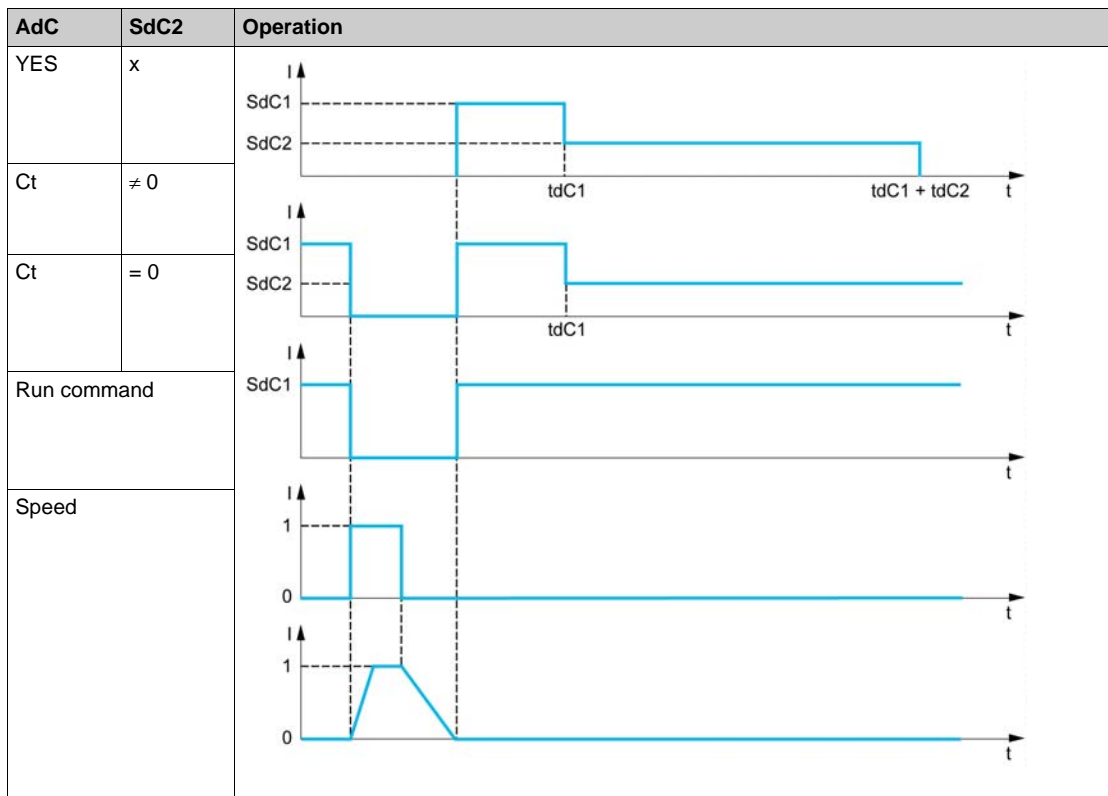 AdC SdC2 Operation
YES x
Ct ≠ 0
Ct = 0
Run command
Speed
I
SdC1
SdC2
tdC1 tdC1 + tdC2 t
I
SdC1
SdC2
tdC1 t
I
SdC1
t
I
1
0
t
I
1
0
t